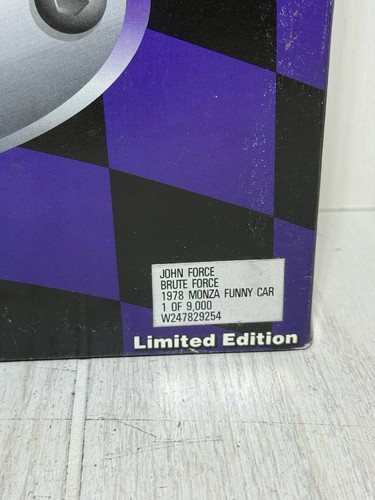 JOHN FORCE
BRUTE FORCE
1978 MONZA FUNNY CAR
1 OF 9,000
W247829254
Limited Edition